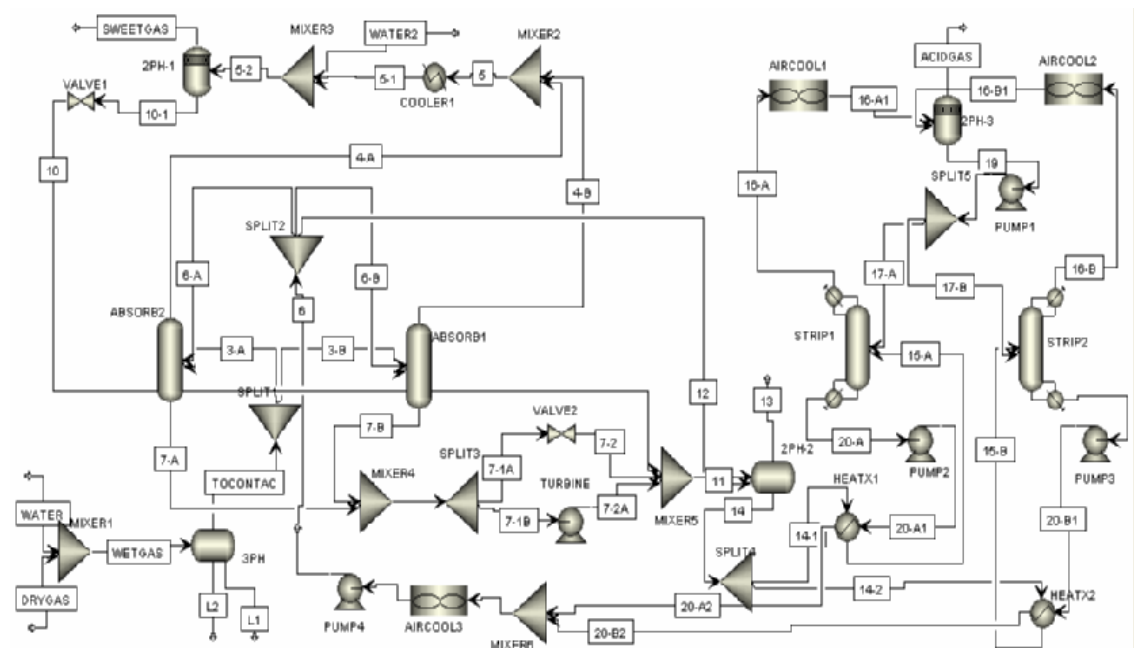 SWEETGAS
MIXER3
WATER2
MIXER2
2PH-1
5-2
5-1
5
COOLER1
VALVE1
10-1
10
4-A
4-B
SPLIT2
6-A
6-B
6
ABSORB2
ABSORB1
3-A
3-B
SPLIT1
12
7-A
7-B
TOCONTAC
MIXER4
SPLIT3
7-1A
VALVE2
7-2
TURBINE
7-2A
7-1B
MIXER5
11
13
2PH-2
14
WATER
MIXER1
WETGAS
3PH
DRYGAS
L2
L1
PUMP4
AIRCOOL3
MIXER6
20-A2
20-B2
SPLIT4
14-1
14-2
HEATX1
20-A1
HEATX2
ACIDGAS
AIRCOOL1
AIRCOOL2
16-A1
16-B1
2PH-3
19
SPLIT5
PUMP1
16-A
17-A
17-B
16-B
STRIP1
STRIP2
15-A
15-B
20-A
PUMP2
PUMP3
20-B1